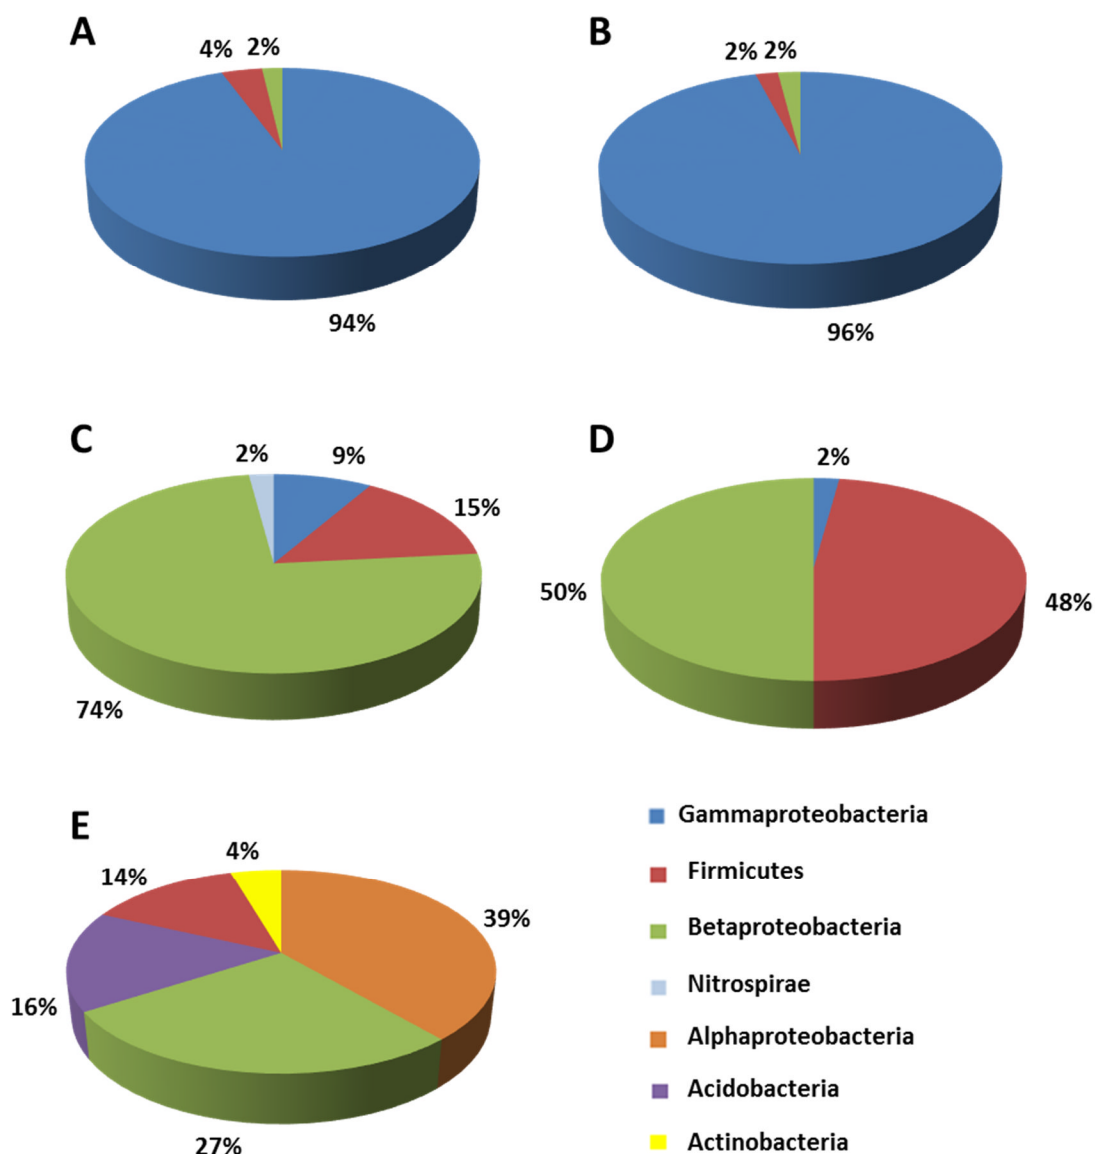 A
4% 2%
94%
B
2% 2%
96%
C
2%
9%
15%
74%
D
2%
50%
48%
E
4%
14%
39%
16%
27%
Gammaproteobacteria
Firmicutes
Betaproteobacteria
Nitrospirae
Alphaproteobacteria
Acidobacteria
Actinobacteria